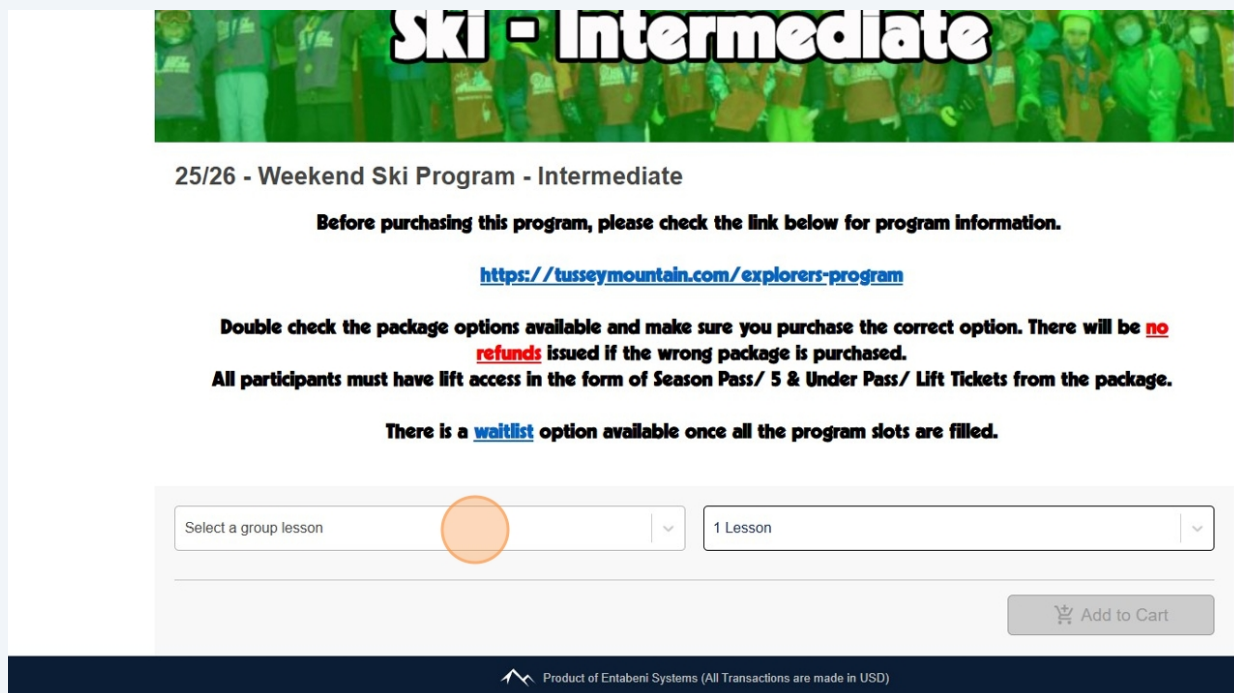 Ski - Intermediate
25/26 - Weekend Ski Program - Intermediate
Before purchasing this program, please check the link below for program information.
https://tusseymountain.com/explorers-program
Double check the package options available and make sure you purchase the correct option. There will be no
refunds issued if the wrong package is purchased.
All participants must have lift access in the form of Season Pass/ 5 & Under Pass/ Lift Tickets from the package.
There is a waitlist option available once all the program slots are filled.
Select a group lesson
1 Lesson
Add to Cart
Product of Entabeni Systems (All Transactions are made in USD)